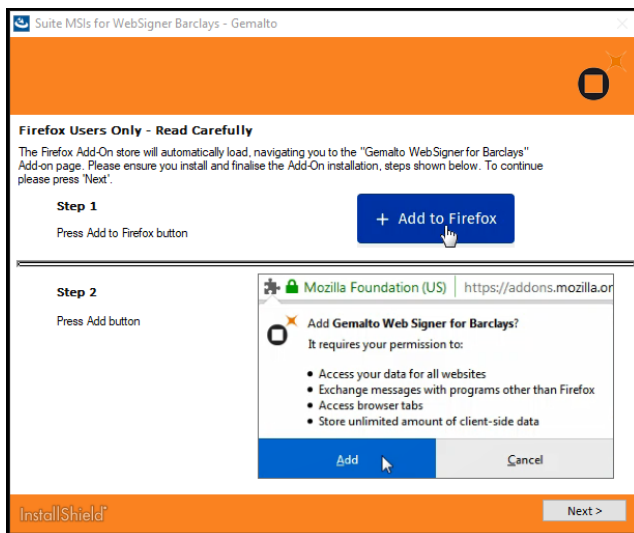 Suite MSIs for WebSigner Barclays - Gemalto
Firefox Users Only - Read Carefully
The Firefox Add-On store will automatically load, navigating you to the "Gemalto WebSigner for Barclays"
Add-on page. Please ensure you install and finalise the Add-On installation, steps shown below. To continue
please press 'Next'.
Step 1
+ Add to Firefox
Press Add to Firefox button
Step 2
Press Add button
Mozilla Foundation (US) https://addons.mozilla.or
Add Gemalto Web Signer for Barclays?
It requires your permission to:
• Access your data for all websites
• Exchange messages with programs other than Firefox
• Access browser tabs
• Store unlimited amount of client-side data
Add
Cancel
InstallShield
Next >